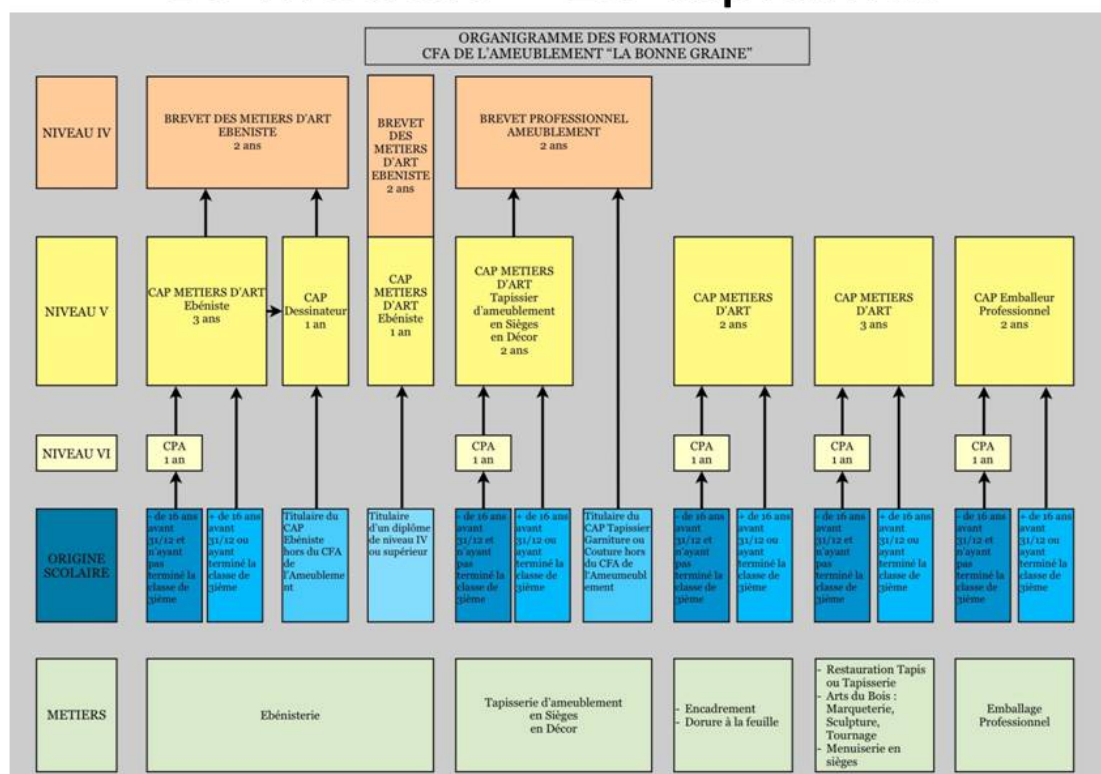 ORGANIGRAMME DES FORMATIONS
CFA DE L'AMEUBLEMENT “LA BONNE GRAINE”
NIVEAU IV
BREVET DES METIERS D'ART
EBENISTE
2 ans
BREVET
DES
METIERS
D'ART
EBENISTE
2 ans
BREVET PROFESSIONNEL
AMEUBLEMENT
2 ans
NIVEAU V
CAP METIERS D'ART
Ebéniste
3 ans
CAP
Dessinateur
1 an
CAP
METIERS
D'ART
Ebéniste
1 an
CAP METIERS
D'ART
Tapissier
d'ameublement
en Sièges
en Décor
2 ans
CAP METIERS
D'ART
2 ans
CAP METIERS
D'ART
3 ans
CAP Emballeur
Professionnel
2 ans
NIVEAU VI
CPA
1 an
CPA
1 an
CPA
1 an
CPA
1 an
CPA
1 an
ORIGINE
SCOLAIRE
- de 16 ans
avant
31/12 et
n'ayant
pas
terminé la
classe de
3ième
+ de 16 ans
avant
31/12 ou
ayant
terminé la
classe de
3ième
Titulaire du
CAP
Ebéniste
hors du CFA
de
l'Ameubleme
nt
Titulaire
d'un diplôme
de niveau IV
ou supérieur
- de 16 ans
avant
31/12 et
n'ayant
pas
terminé la
classe de
3ième
+ de 16 ans
avant
31/12 ou
ayant
terminé la
classe de
3ième
Titulaire du
CAP Tapissier
Garniture ou
Couture hors
du CFA de
l'Ameumeubl
ement
- de 16 ans
avant
31/12 et
n'ayant
pas
terminé la
classe de
3ième
+ de 16 ans
avant
31/12 ou
ayant
terminé la
classe de
3ième
- de 16 ans
avant
31/12 et
n'ayant
pas
terminé la
classe de
3ième
+ de 16 ans
avant
31/12 ou
ayant
terminé la
classe de
3ième
- de 16 ans
avant
31/12 et
n'ayant
pas
terminé la
classe de
3ième
+ de 16 ans
avant
31/12 ou
ayant
terminé la
classe de
3ième
METIERS
Ebénisterie
Tapisserie d'ameublement
en Sièges
en Décor
- Encadrement
- Dorure à la feuille
- Restauration Tapis
ou Tapisserie
- Arts du Bois :
Marqueterie,
Sculpture,
Tournage
- Menuiserie en
sièges
Emballage
Professionnel